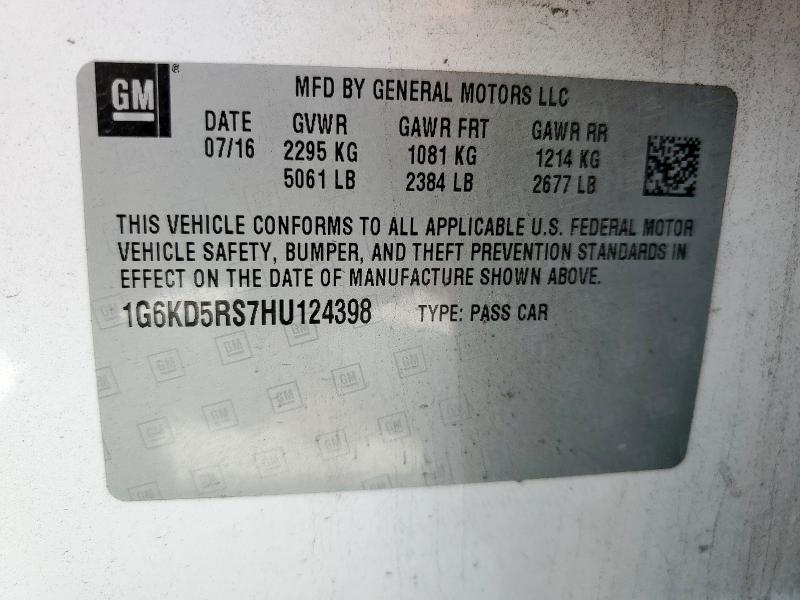 GM
MFD BY GENERAL MOTORS LLC
DATE GVWR GAWR FRT GAWR RR
07/16 2295 KG 1081 KG 1214 KG
5061 LB 2384 LB 2677 LB
THIS VEHICLE CONFORMS TO ALL APPLICABLE U.S. FEDERAL MOTOR
VEHICLE SAFETY, BUMPER, AND THEFT PREVENTION STANDARDS IN
EFFECT ON THE DATE OF MANUFACTURE SHOWN ABOVE.
1G6KD5RS7HU124398 TYPE: PASS CAR